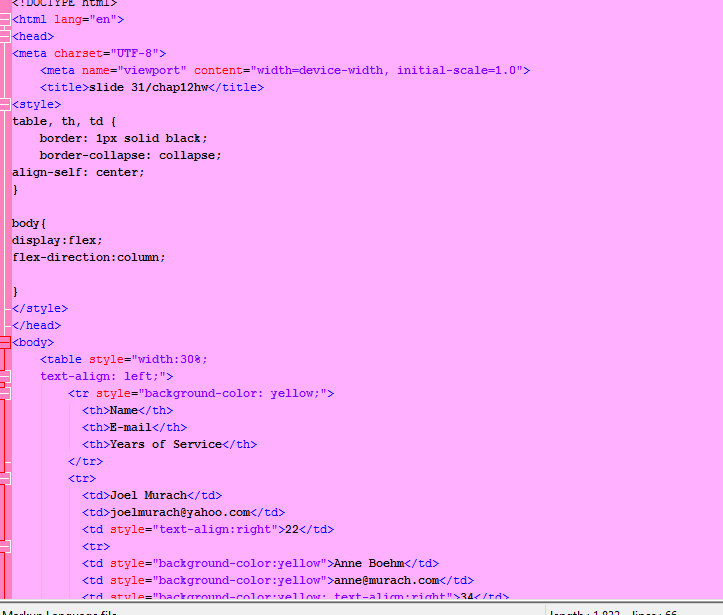 <!DOCTYPE html>
<html lang="en">
<head>
<meta charset="UTF-8">
<meta name="viewport" content="width=device-width, initial-scale=1.0">
<title>slide 31/chap12hw</title>
<style>
table, th, td {
border: 1px solid black;
border-collapse: collapse;
align-self: center;
}
body{
display:flex;
flex-direction:column;
}
</style>
</head>
<body>
<table style="width:30%;
text-align: left;">
<tr style="background-color: yellow;">
<th>Name</th>
<th>E-mail</th>
<th>Years of Service</th>
</tr>
<tr>
<td>Joel Murach</td>
<td>joelmurach@yahoo.com</td>
<td style="text-align:right">22</td>
<tr>
<td style="background-color:yellow">Anne Boehm</td>
<td style="background-color:yellow">anne@murach.com</td>
<td style="background-color:yellow; text-align:right">34</td>
Markup Language file length : 1,822 lines : 66